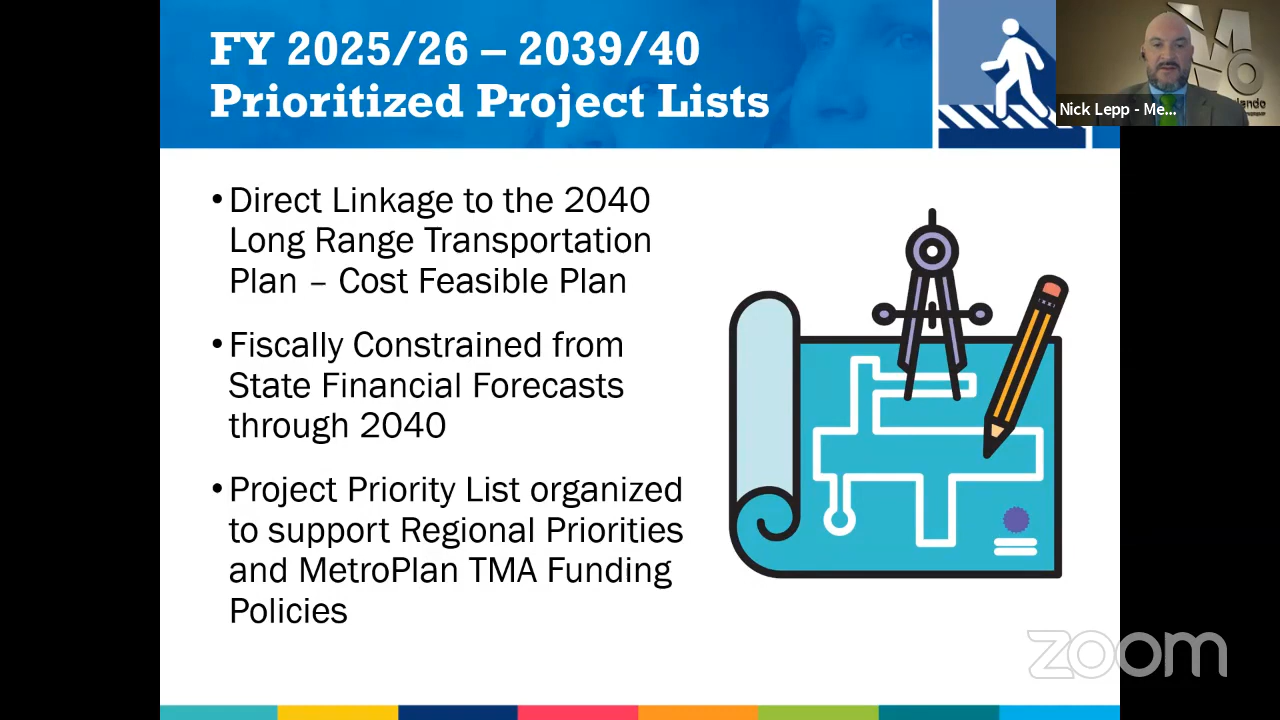 FY 2025/26 – 2039/40
Prioritized Project Lists
Nick Lepp - Me...
•Direct Linkage to the 2040
Long Range Transportation
Plan – Cost Feasible Plan
•Fiscally Constrained from
State Financial Forecasts
through 2040
•Project Priority List organized
to support Regional Priorities
and MetroPlan TMA Funding
Policies
zoom